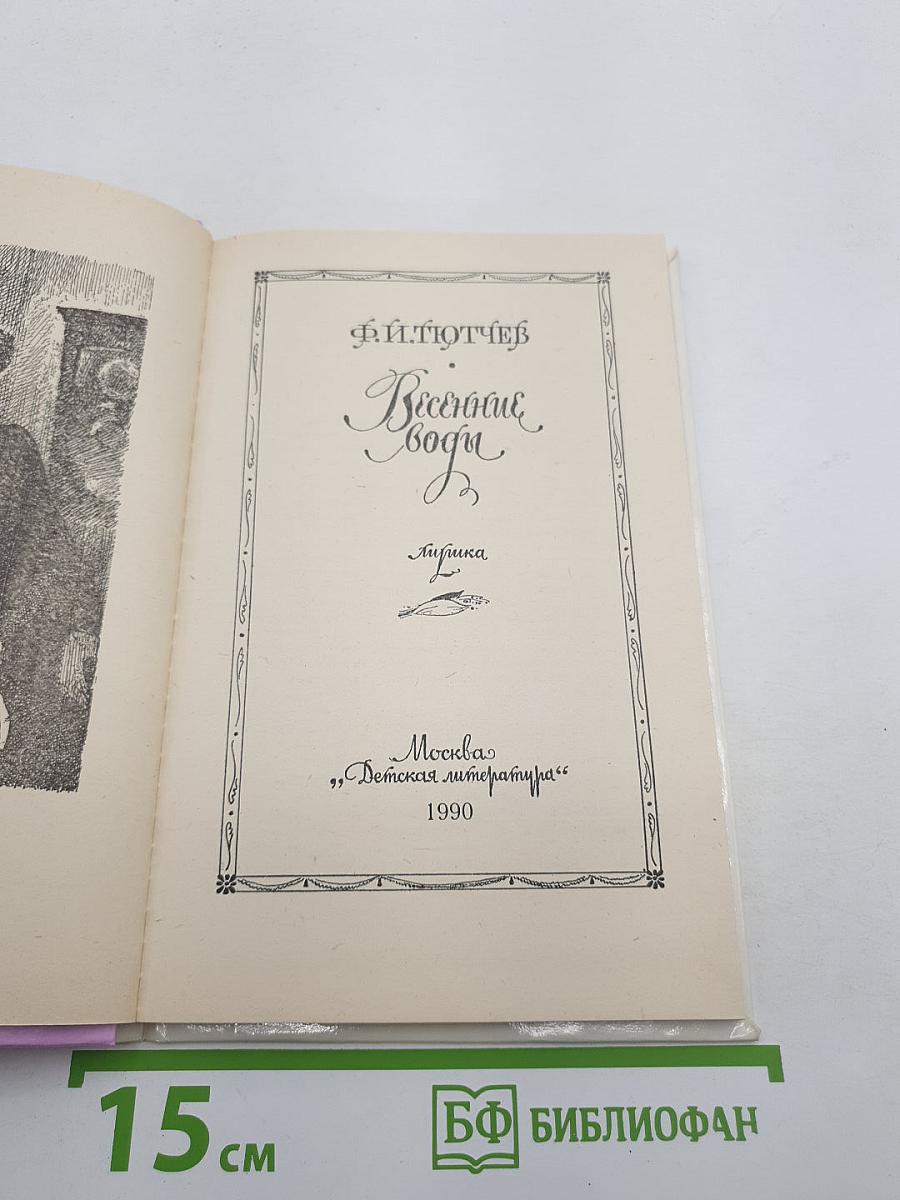 Ф.И.ТЮТЧЕВ
Весенние
воды
лирика
Москва
„Детская литература“
1990
15 см
БФ БИБЛИОФАН